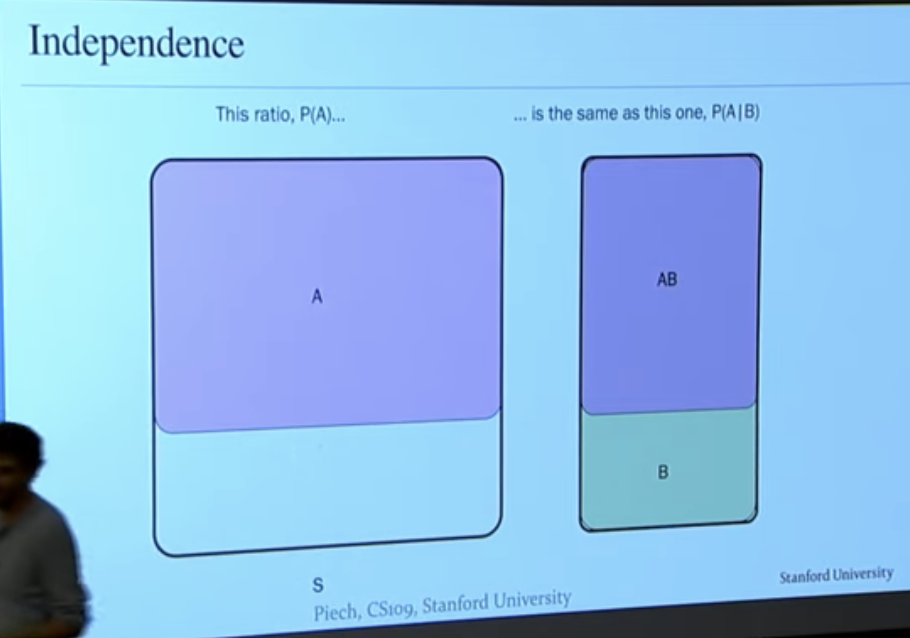 Independence
This ratio, P(A)...
... is the same as this one, P(A|B)
A
AB
B
S
Piech, CS109, Stanford University
Stanford University